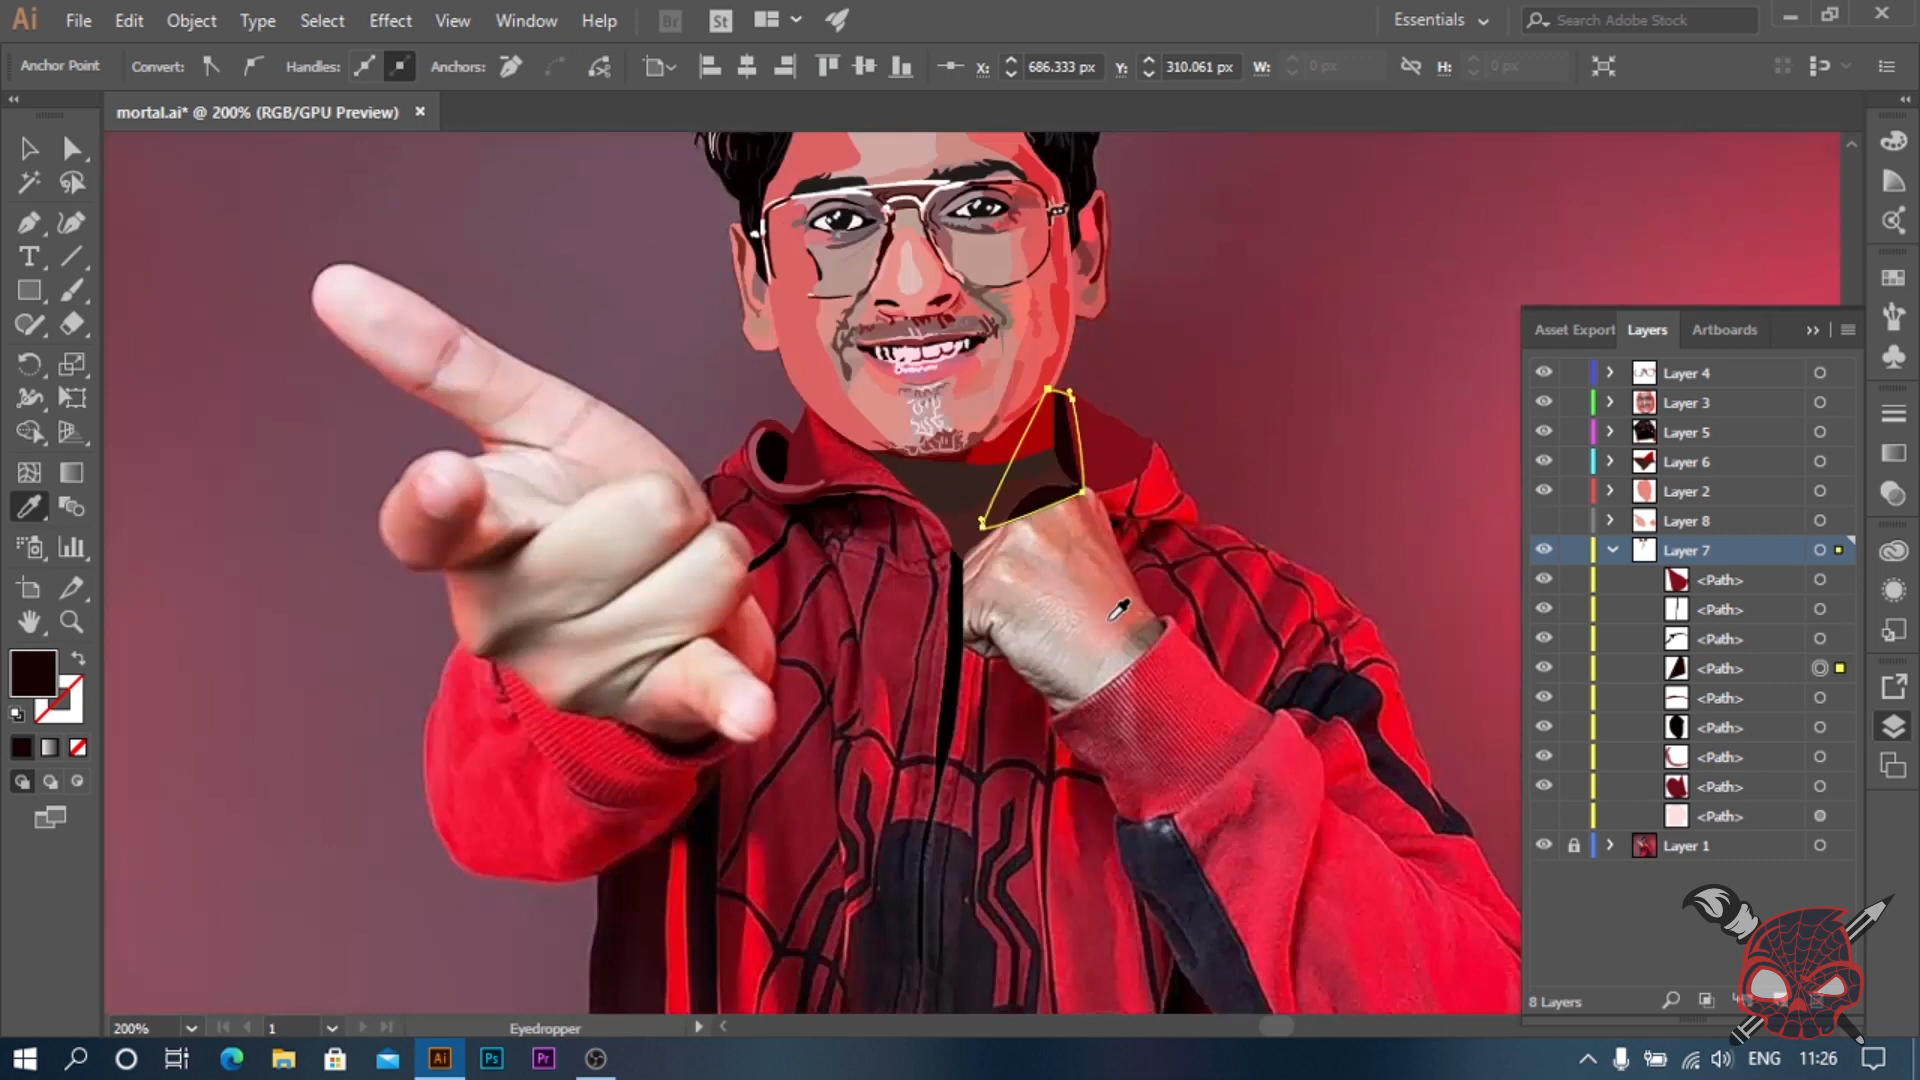 Ai File Edit Object Type Select Effect View Window Help Br St Essentials Search Adobe Stock
Anchor Point Convert: Handles: Anchors: X: 686.333 px Y: 310.061 px W: 0 px H: 0 px
mortal.ai* @ 200% (RGB/GPU Preview)
Asset Export Layers Artboards
Layer 4
Layer 3
Layer 5
Layer 6
Layer 2
Layer 8
Layer 7
<Path>
<Path>
<Path>
<Path>
<Path>
<Path>
<Path>
<Path>
<Path>
Layer 1
8 Layers
200% 1 Eyedropper
Ai Ps Pr ENG 11:26